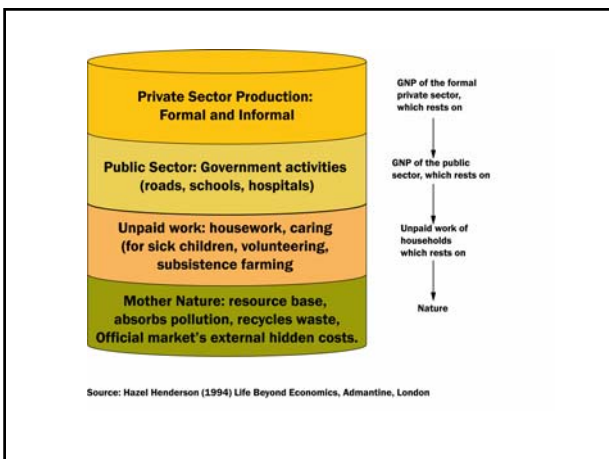 Private Sector Production:
Formal and Informal
Public Sector: Government activities
(roads, schools, hospitals)
Unpaid work: housework, caring
(for sick children, volunteering,
subsistence farming
Mother Nature: resource base,
absorbs pollution, recycles waste,
Official market's external hidden costs.
GNP of the formal
private sector,
which rests on
GNP of the public
sector, which rests on
Unpaid work of
households
which rests on
Nature
Source: Hazel Henderson (1994) Life Beyond Economics, Admantine, London